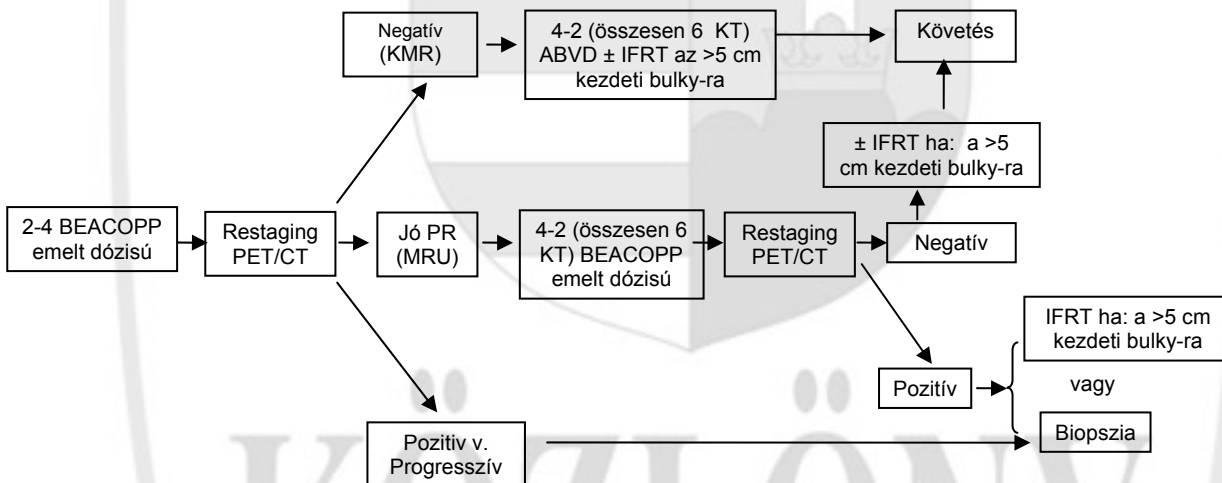 Negatív
(KMR)
4-2 (összesen 6 KT)
ABVD ± IFRT az >5 cm
kezdeti bulky-ra
Követés
± IFRT ha: a >5
cm kezdeti bulky-ra
2-4 BEACOPP
emelt dózisú
Restaging
PET/CT
Jó PR
(MRU)
4-2 (összesen 6
KT) BEACOPP
emelt dózisú
Restaging
PET/CT
Negatív
IFRT ha: a >5 cm
kezdeti bulky-ra
Pozitív
vagy
Biopszia
Pozitiv v.
Progresszív
KÖZLÖNY